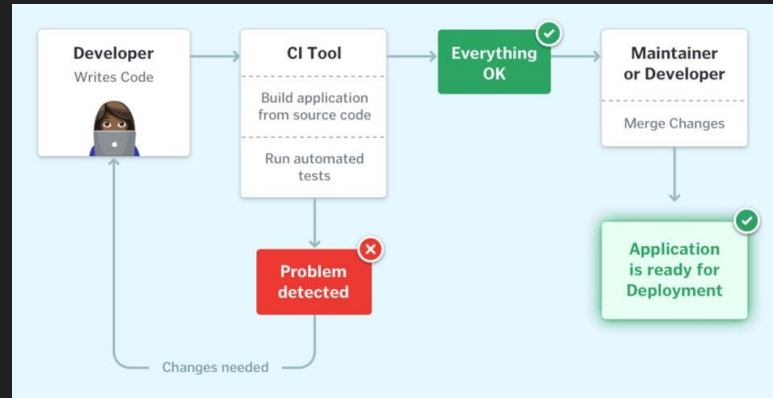 Developer
Writes Code
CI Tool
Build application
from source code
Run automated
tests
Everything
OK
Maintainer
or Developer
Merge Changes
Problem
detected
Application
is ready for
Deployment
Changes needed